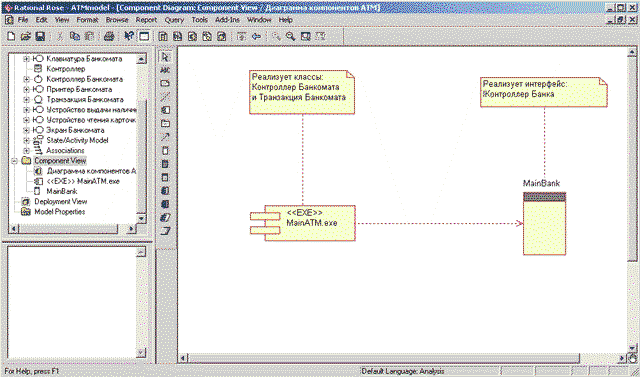 Rational Rose - ATMmodel - [Component Diagram: Component View / Диаграмма компонентов ATM]
File Edit View Format Browse Report Query Tools Add-Ins Window Help
ABC
Клавиатура Банкомата
Контроллер
Контроллер Банкомата
Принтер Банкомата
Транзакция Банкомата
Устройство выдачи наличн
Устройство чтения карточк
Экран Банкомата
State/Activity Model
Associations
Component View
Диаграмма компонентов A
<<EXE>> MainATM.exe
MainBank
Deployment View
Model Properties
Реализует классы:
Контроллер Банкомата
и Транзакция Банкомата
Реализует интерфейс:
IКонтроллер Банка
<<EXE>>
MainATM.exe
MainBank
For Help, press F1
Default Language: Analysis